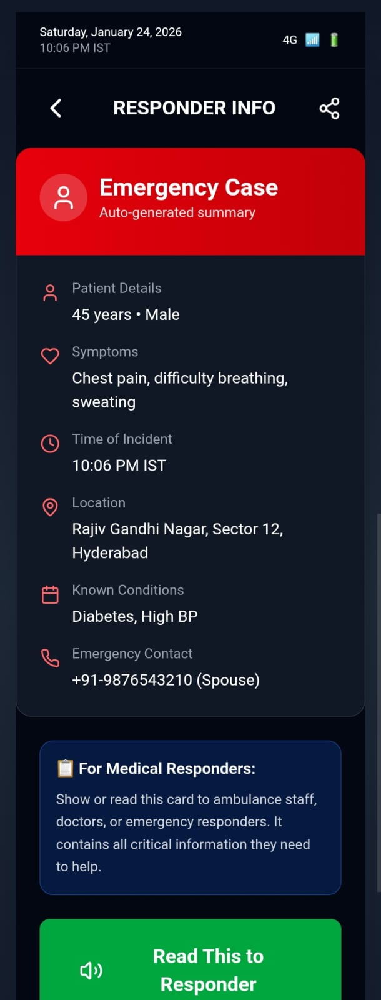 Saturday, January 24, 2026
10:06 PM IST
4G
RESPONDER INFO
Emergency Case
Auto-generated summary
Patient Details
45 years • Male
Symptoms
Chest pain, difficulty breathing,
sweating
Time of Incident
10:06 PM IST
Location
Rajiv Gandhi Nagar, Sector 12,
Hyderabad
Known Conditions
Diabetes, High BP
Emergency Contact
+91-9876543210 (Spouse)
📋 For Medical Responders:
Show or read this card to ambulance staff,
doctors, or emergency responders. It
contains all critical information they need
to help.
Read This to
Responder